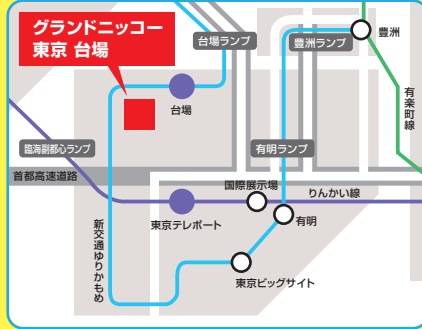 グランドニッコー
東京 台場
台場ランプ
豊洲ランプ
豊洲
台場
有楽町線
臨海副都心ランプ
有明ランプ
首都高速道路
国際展示場
りんかい線
東京テレポート
有明
新交通ゆりかもめ
東京ビッグサイト